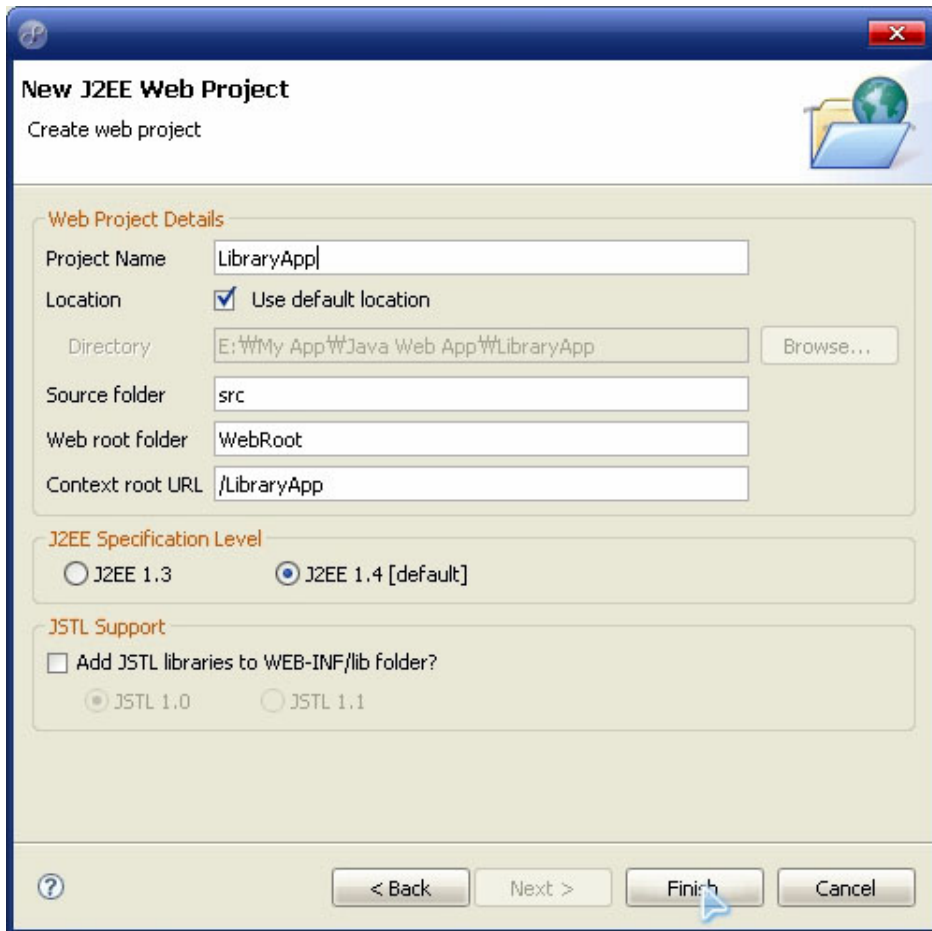 New J2EE Web Project
Create web project
Web Project Details
Project Name LibraryApp
Location Use default location
Directory E:₩My App₩Java Web App₩LibraryApp Browse...
Source folder src
Web root folder WebRoot
Context root URL /LibraryApp
J2EE Specification Level
J2EE 1.3 J2EE 1.4 [default]
JSTL Support
Add JSTL libraries to WEB-INF/lib folder?
JSTL 1.0 JSTL 1.1
? < Back Next > Finish Cancel